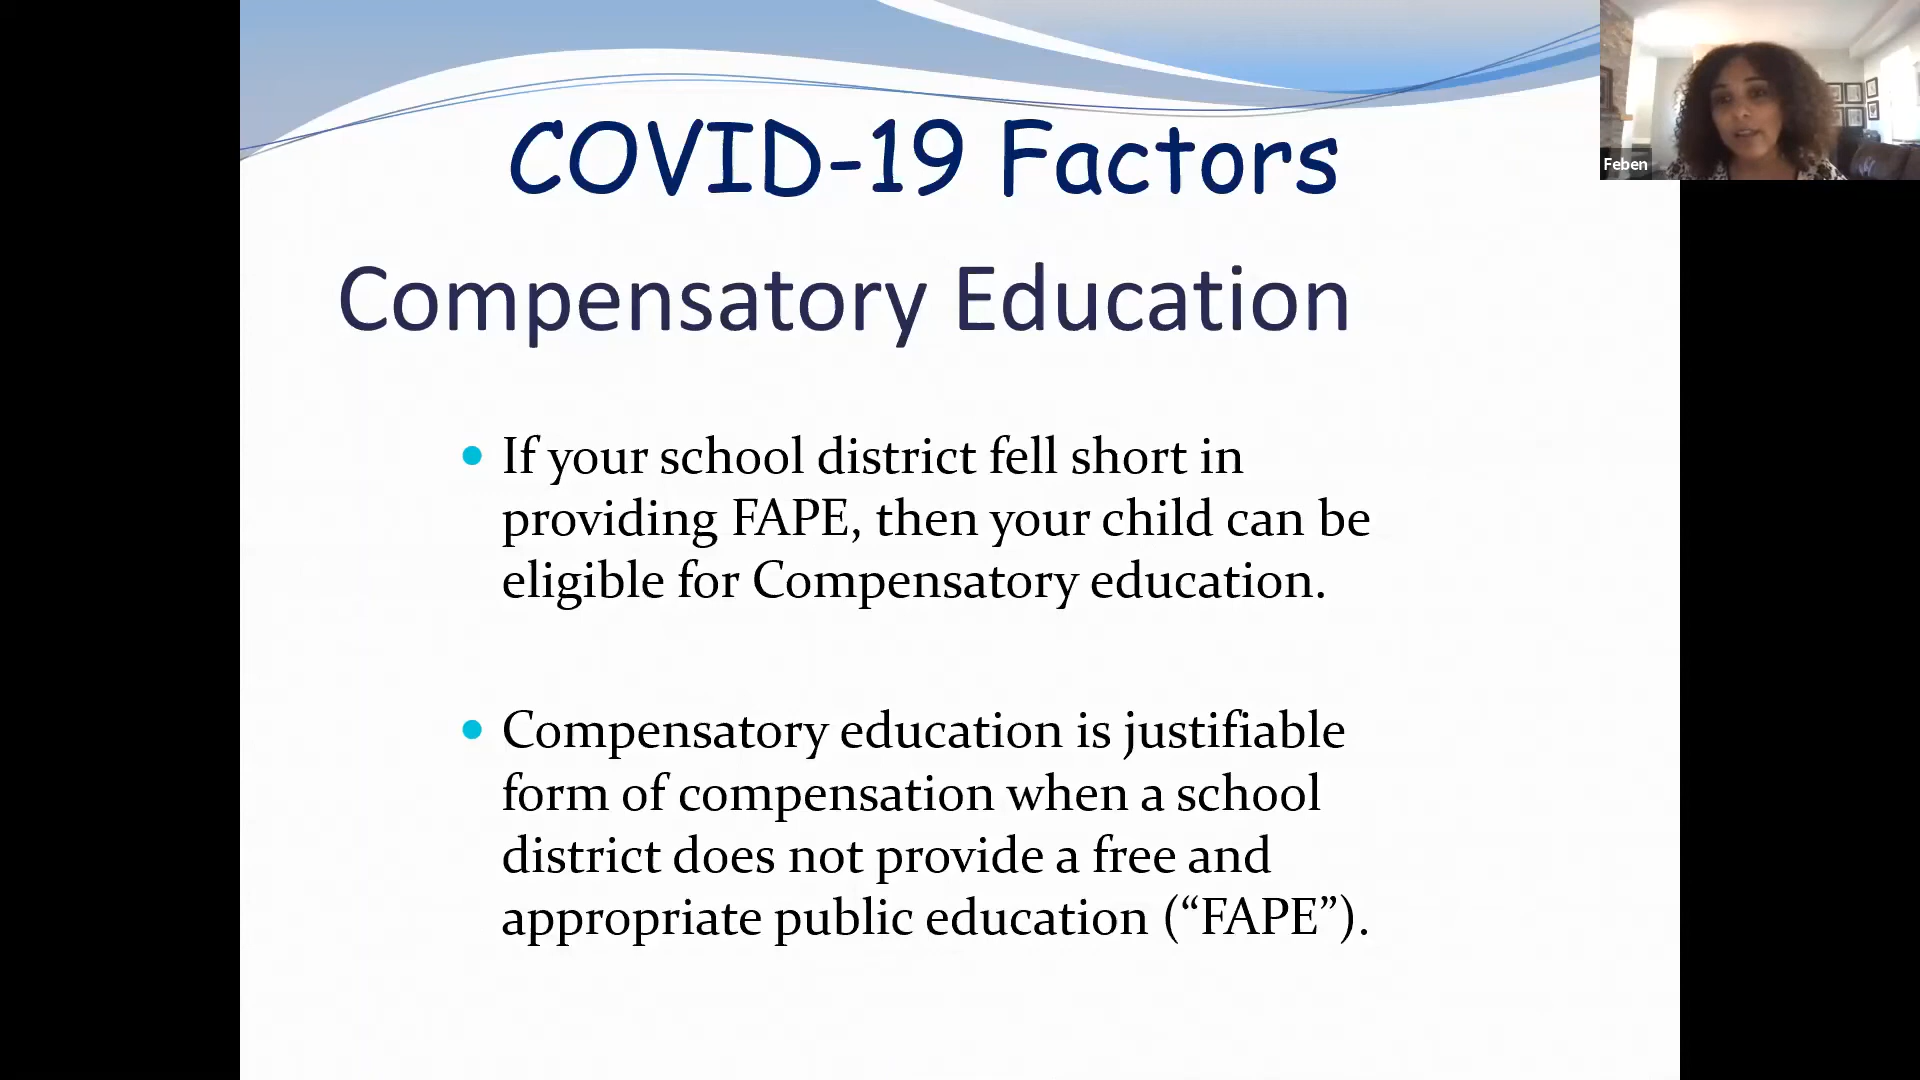 COVID-19 Factors
Feben
Compensatory Education
• If your school district fell short in
providing FAPE, then your child can be
eligible for Compensatory education.
• Compensatory education is justifiable
form of compensation when a school
district does not provide a free and
appropriate public education (“FAPE”).